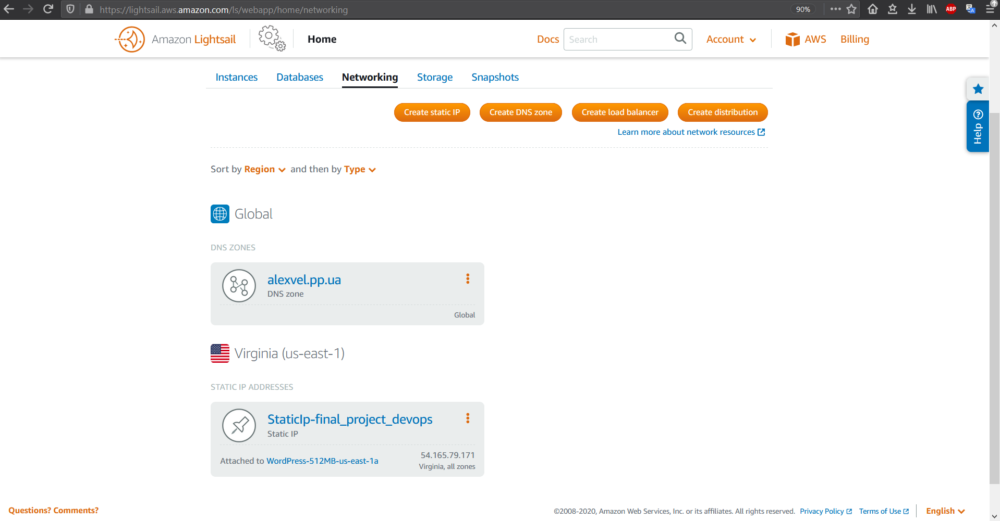 https://lightsail.aws.amazon.com/ls/webapp/home/networking 90% ABP
Amazon Lightsail Home Docs Search Account AWS Billing
Instances Databases Networking Storage Snapshots
Create static IP Create DNS zone Create load balancer Create distribution
Learn more about network resources
Help
Sort by Region and then by Type
Global
DNS ZONES
alexvel.pp.ua
DNS zone
Global
Virginia (us-east-1)
STATIC IP ADDRESSES
StaticIp-final_project_devops
Static IP
54.165.79.171
Attached to WordPress-512MB-us-east-1a
Virginia, all zones
Questions? Comments? ©2008-2020, Amazon Web Services, Inc. or its affiliates. All rights reserved. Privacy Policy Terms of Use English